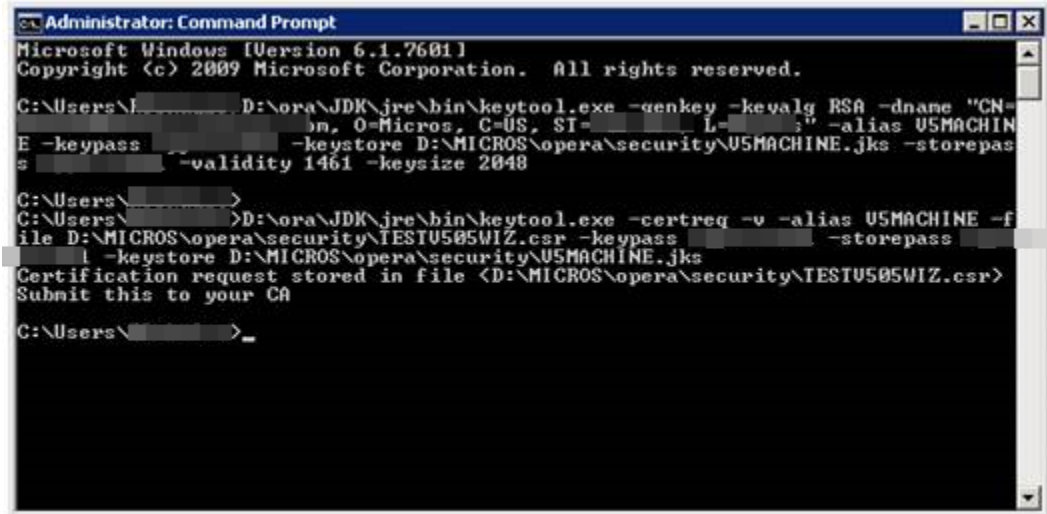 Administrator: Command Prompt
Microsoft Windows [Version 6.1.7601]
Copyright (c) 2009 Microsoft Corporation.  All rights reserved.
C:\Users\ D:\ora\JDK\jre\bin\keytool.exe -genkey -keyalg RSA -dname "CN=
om, O=Micros, C=US, ST= L= s" -alias V5MACHIN
E -keypass -keystore D:\MICROS\opera\security\V5MACHINE.jks -storepas
s -validity 1461 -keysize 2048
C:\Users\ >
C:\Users\ >D:\ora\JDK\jre\bin\keytool.exe -certreq -v -alias V5MACHINE -f
ile D:\MICROS\opera\security\TESTV505WIZ.csr -keypass -storepass
-keystore D:\MICROS\opera\security\V5MACHINE.jks
Certification request stored in file <D:\MICROS\opera\security\TESTV505WIZ.csr>
Submit this to your CA
C:\Users\ >_